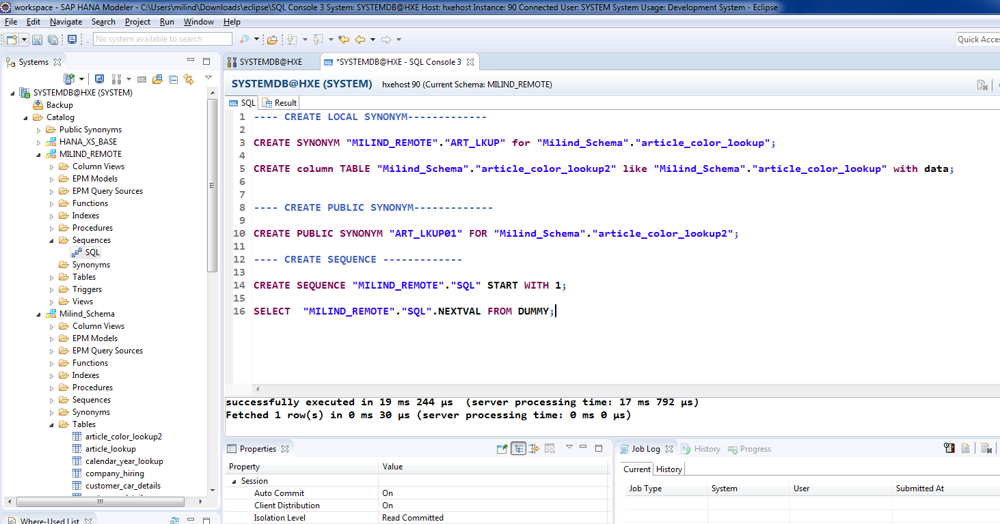 workspace - SAP HANA Modeler - C:\Users\milind\Downloads\eclipse\SQL Console 3 System: SYSTEMDB@HXE Host: hxehost Instance: 90 Connected User: SYSTEM System Usage: Development System - Eclipse
File Edit Navigate Search Project Run Window Help
No system available to search
Quick Acces
Systems
SYSTEMDB@HXE (SYSTEM)
Backup
Catalog
Public Synonyms
HANA_XS_BASE
MILIND_REMOTE
Column Views
EPM Models
EPM Query Sources
Functions
Indexes
Procedures
Sequences
SQL
Synonyms
Tables
Triggers
Views
Milind_Schema
Column Views
EPM Models
EPM Query Sources
Functions
Indexes
Procedures
Sequences
Synonyms
Tables
article_color_lookup2
article_lookup
calendar_year_lookup
company_hiring
customer_car_details
Where-Used List
SYSTEMDB@HXE
*SYSTEMDB@HXE - SQL Console 3
SYSTEMDB@HXE (SYSTEM) hxehost 90 (Current Schema: MILIND_REMOTE)
SQL Result
1 ---- CREATE LOCAL SYNONYM-------------
2
3 CREATE SYNONYM "MILIND_REMOTE"."ART_LKUP" for "Milind_Schema"."article_color_lookup";
4
5 CREATE column TABLE "Milind_Schema"."article_color_lookup2" like "Milind_Schema"."article_color_lookup" with data;
6
7
8 ---- CREATE PUBLIC SYNONYM-------------
9
10 CREATE PUBLIC SYNONYM "ART_LKUP01" FOR "Milind_Schema"."article_color_lookup2";
11
12 ---- CREATE SEQUENCE -------------
13
14 CREATE SEQUENCE "MILIND_REMOTE"."SQL" START WITH 1;
15
16 SELECT  "MILIND_REMOTE"."SQL".NEXTVAL FROM DUMMY;
successfully executed in 19 ms 244 µs  (server processing time: 17 ms 792 µs)
Fetched 1 row(s) in 0 ms 30 µs (server processing time: 0 ms 0 µs)
Properties
Property Value
Session
Auto Commit On
Client Distribution On
Isolation Level Read Committed
Job Log History Progress
Current History
Job Type System User Submitted At